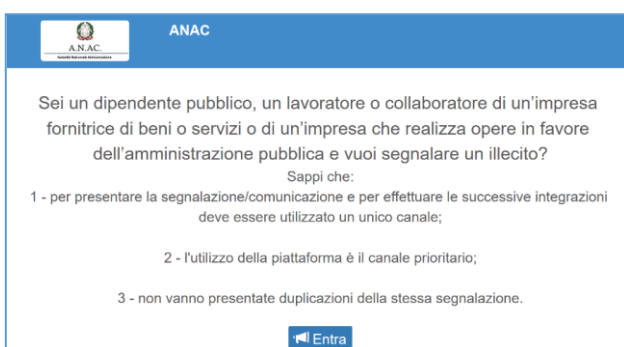 A.N.AC.
Autorità Nazionale Anticorruzione
ANAC
Sei un dipendente pubblico, un lavoratore o collaboratore di un'impresa
fornitrice di beni o servizi o di un'impresa che realizza opere in favore
dell'amministrazione pubblica e vuoi segnalare un illecito?
Sappi che:
1 - per presentare la segnalazione/comunicazione e per effettuare le successive integrazioni
deve essere utilizzato un unico canale;
2 - l'utilizzo della piattaforma è il canale prioritario;
3 - non vanno presentate duplicazioni della stessa segnalazione.
Entra